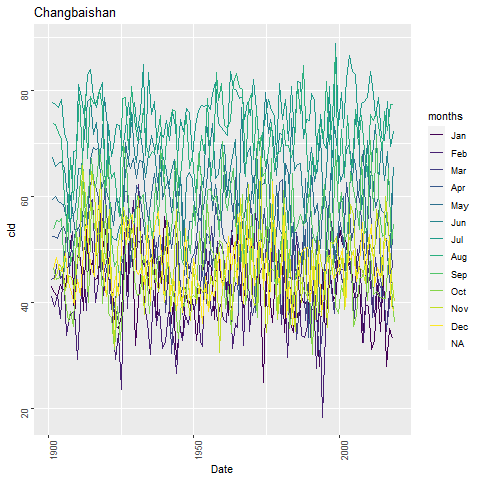 Changbaishan
80
60
40
20
cld
1900
1950
2000
Date
months
Jan
Feb
Mar
Apr
May
Jun
Jul
Aug
Sep
Oct
Nov
Dec
NA